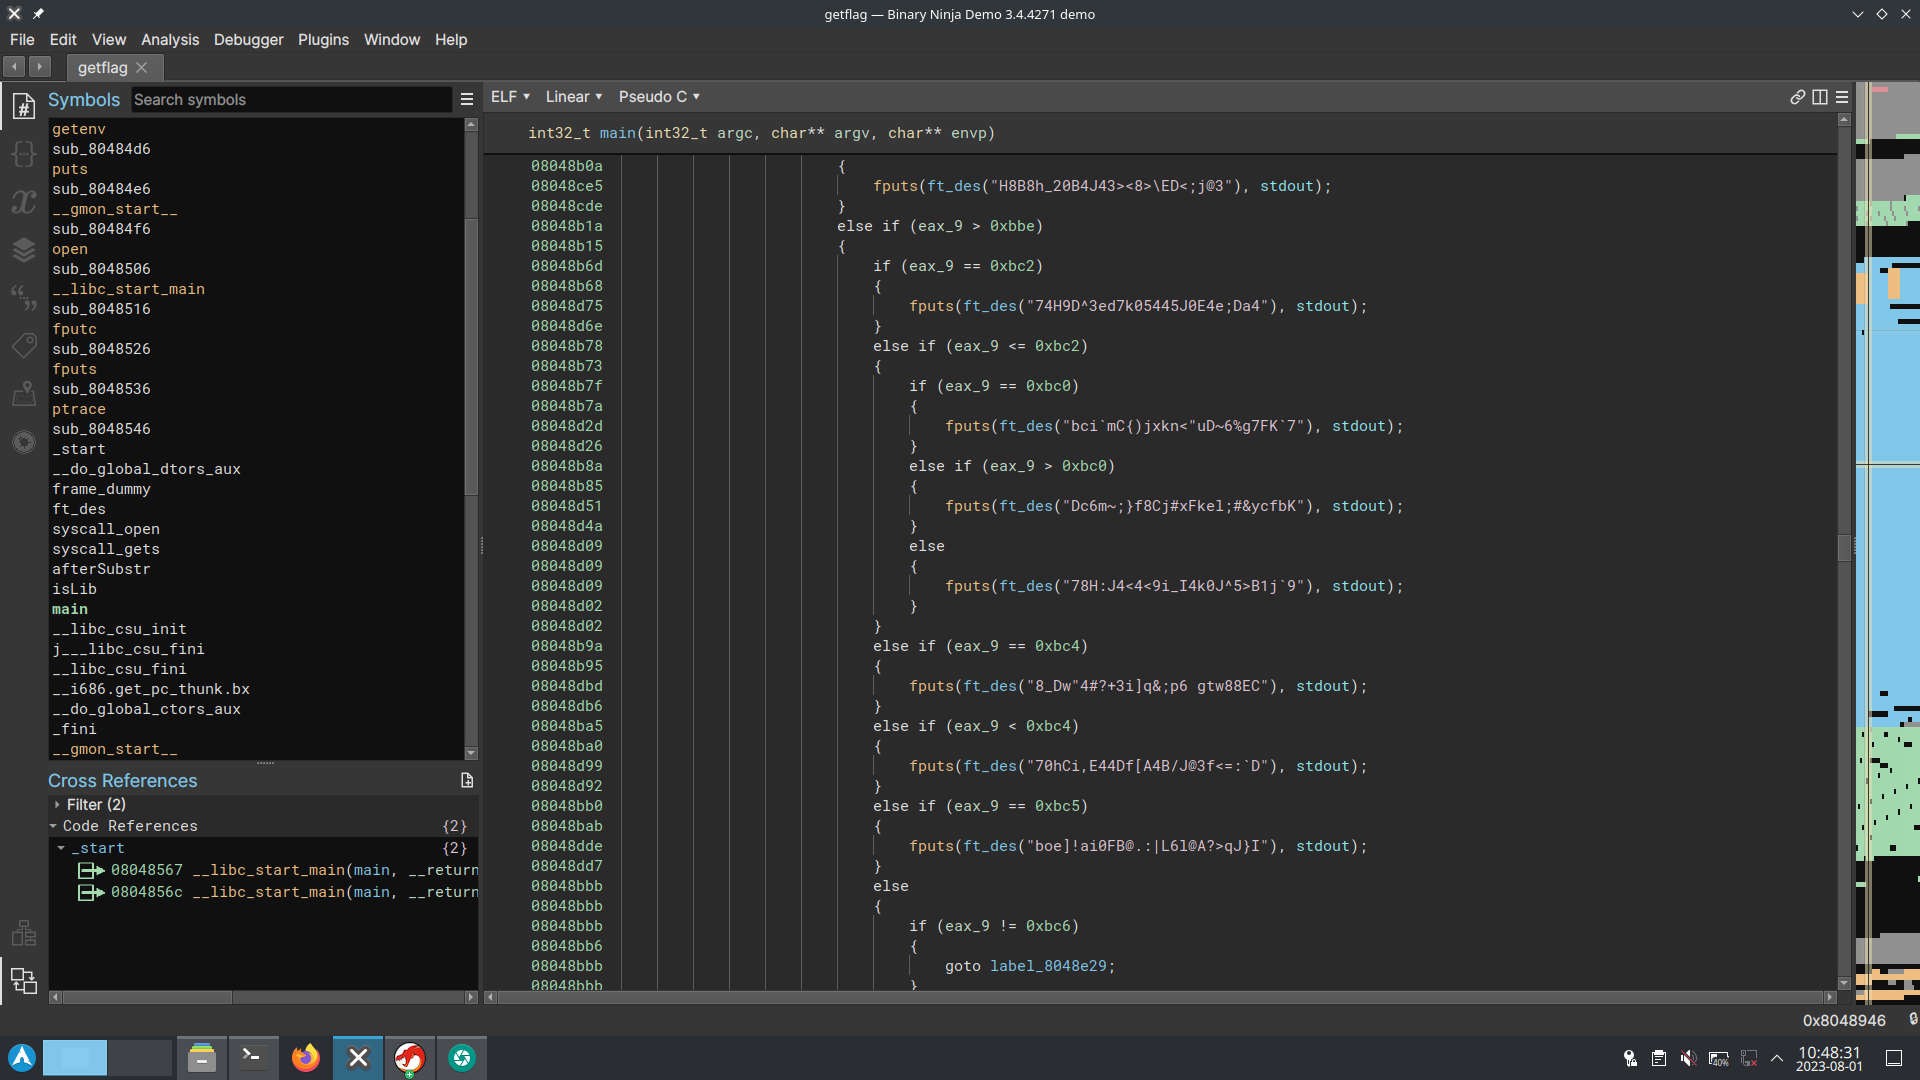 getflag — Binary Ninja Demo 3.4.4271 demo
File Edit View Analysis Debugger Plugins Window Help
getflag
Symbols
Search symbols
getenv
sub_80484d6
puts
sub_80484e6
__gmon_start__
sub_80484f6
open
sub_8048506
__libc_start_main
sub_8048516
fputc
sub_8048526
fputs
sub_8048536
ptrace
sub_8048546
_start
__do_global_dtors_aux
frame_dummy
ft_des
syscall_open
syscall_gets
afterSubstr
isLib
main
__libc_csu_init
j___libc_csu_fini
__libc_csu_fini
__i686.get_pc_thunk.bx
__do_global_ctors_aux
_fini
__gmon_start__
Cross References
Filter (2)
Code References {2}
_start {2}
08048567 __libc_start_main(main, __return
0804856c __libc_start_main(main, __return
ELF Linear Pseudo C
int32_t main(int32_t argc, char** argv, char** envp)
08048b0a {
08048ce5 fputs(ft_des("H8B8h_20B4J43><8>\ED<;j@3"), stdout);
08048cde }
08048b1a else if (eax_9 > 0xbbe)
08048b15 {
08048b6d if (eax_9 == 0xbc2)
08048b68 {
08048d75 fputs(ft_des("74H9D^3ed7k05445J0E4e;Da4"), stdout);
08048d6e }
08048b78 else if (eax_9 <= 0xbc2)
08048b73 {
08048b7f if (eax_9 == 0xbc0)
08048b7a {
08048d2d fputs(ft_des("bci`mC{)jxkn<"uD~6%g7FK`7"), stdout);
08048d26 }
08048b8a else if (eax_9 > 0xbc0)
08048b85 {
08048d51 fputs(ft_des("Dc6m~;}f8Cj#xFkel;#&ycfbK"), stdout);
08048d4a }
08048d09 else
08048d09 {
08048d09 fputs(ft_des("78H:J4<4<9i_I4k0J^5>B1j`9"), stdout);
08048d02 }
08048d02 }
08048b9a else if (eax_9 == 0xbc4)
08048b95 {
08048dbd fputs(ft_des("8_Dw"4#?+3i]q&;p6 gtw88EC"), stdout);
08048db6 }
08048ba5 else if (eax_9 < 0xbc4)
08048ba0 {
08048d99 fputs(ft_des("70hCi,E44Df[A4B/J@3f<=:`D"), stdout);
08048d92 }
08048bb0 else if (eax_9 == 0xbc5)
08048bab {
08048dde fputs(ft_des("boe]!ai0FB@.:|L6l@A?>qJ}I"), stdout);
08048dd7 }
08048bbb else
08048bbb {
08048bbb if (eax_9 != 0xbc6)
08048bb6 {
08048bbb goto label_8048e29;
08048bbb }
0x8048946
40%
10:48:31
2023-08-01